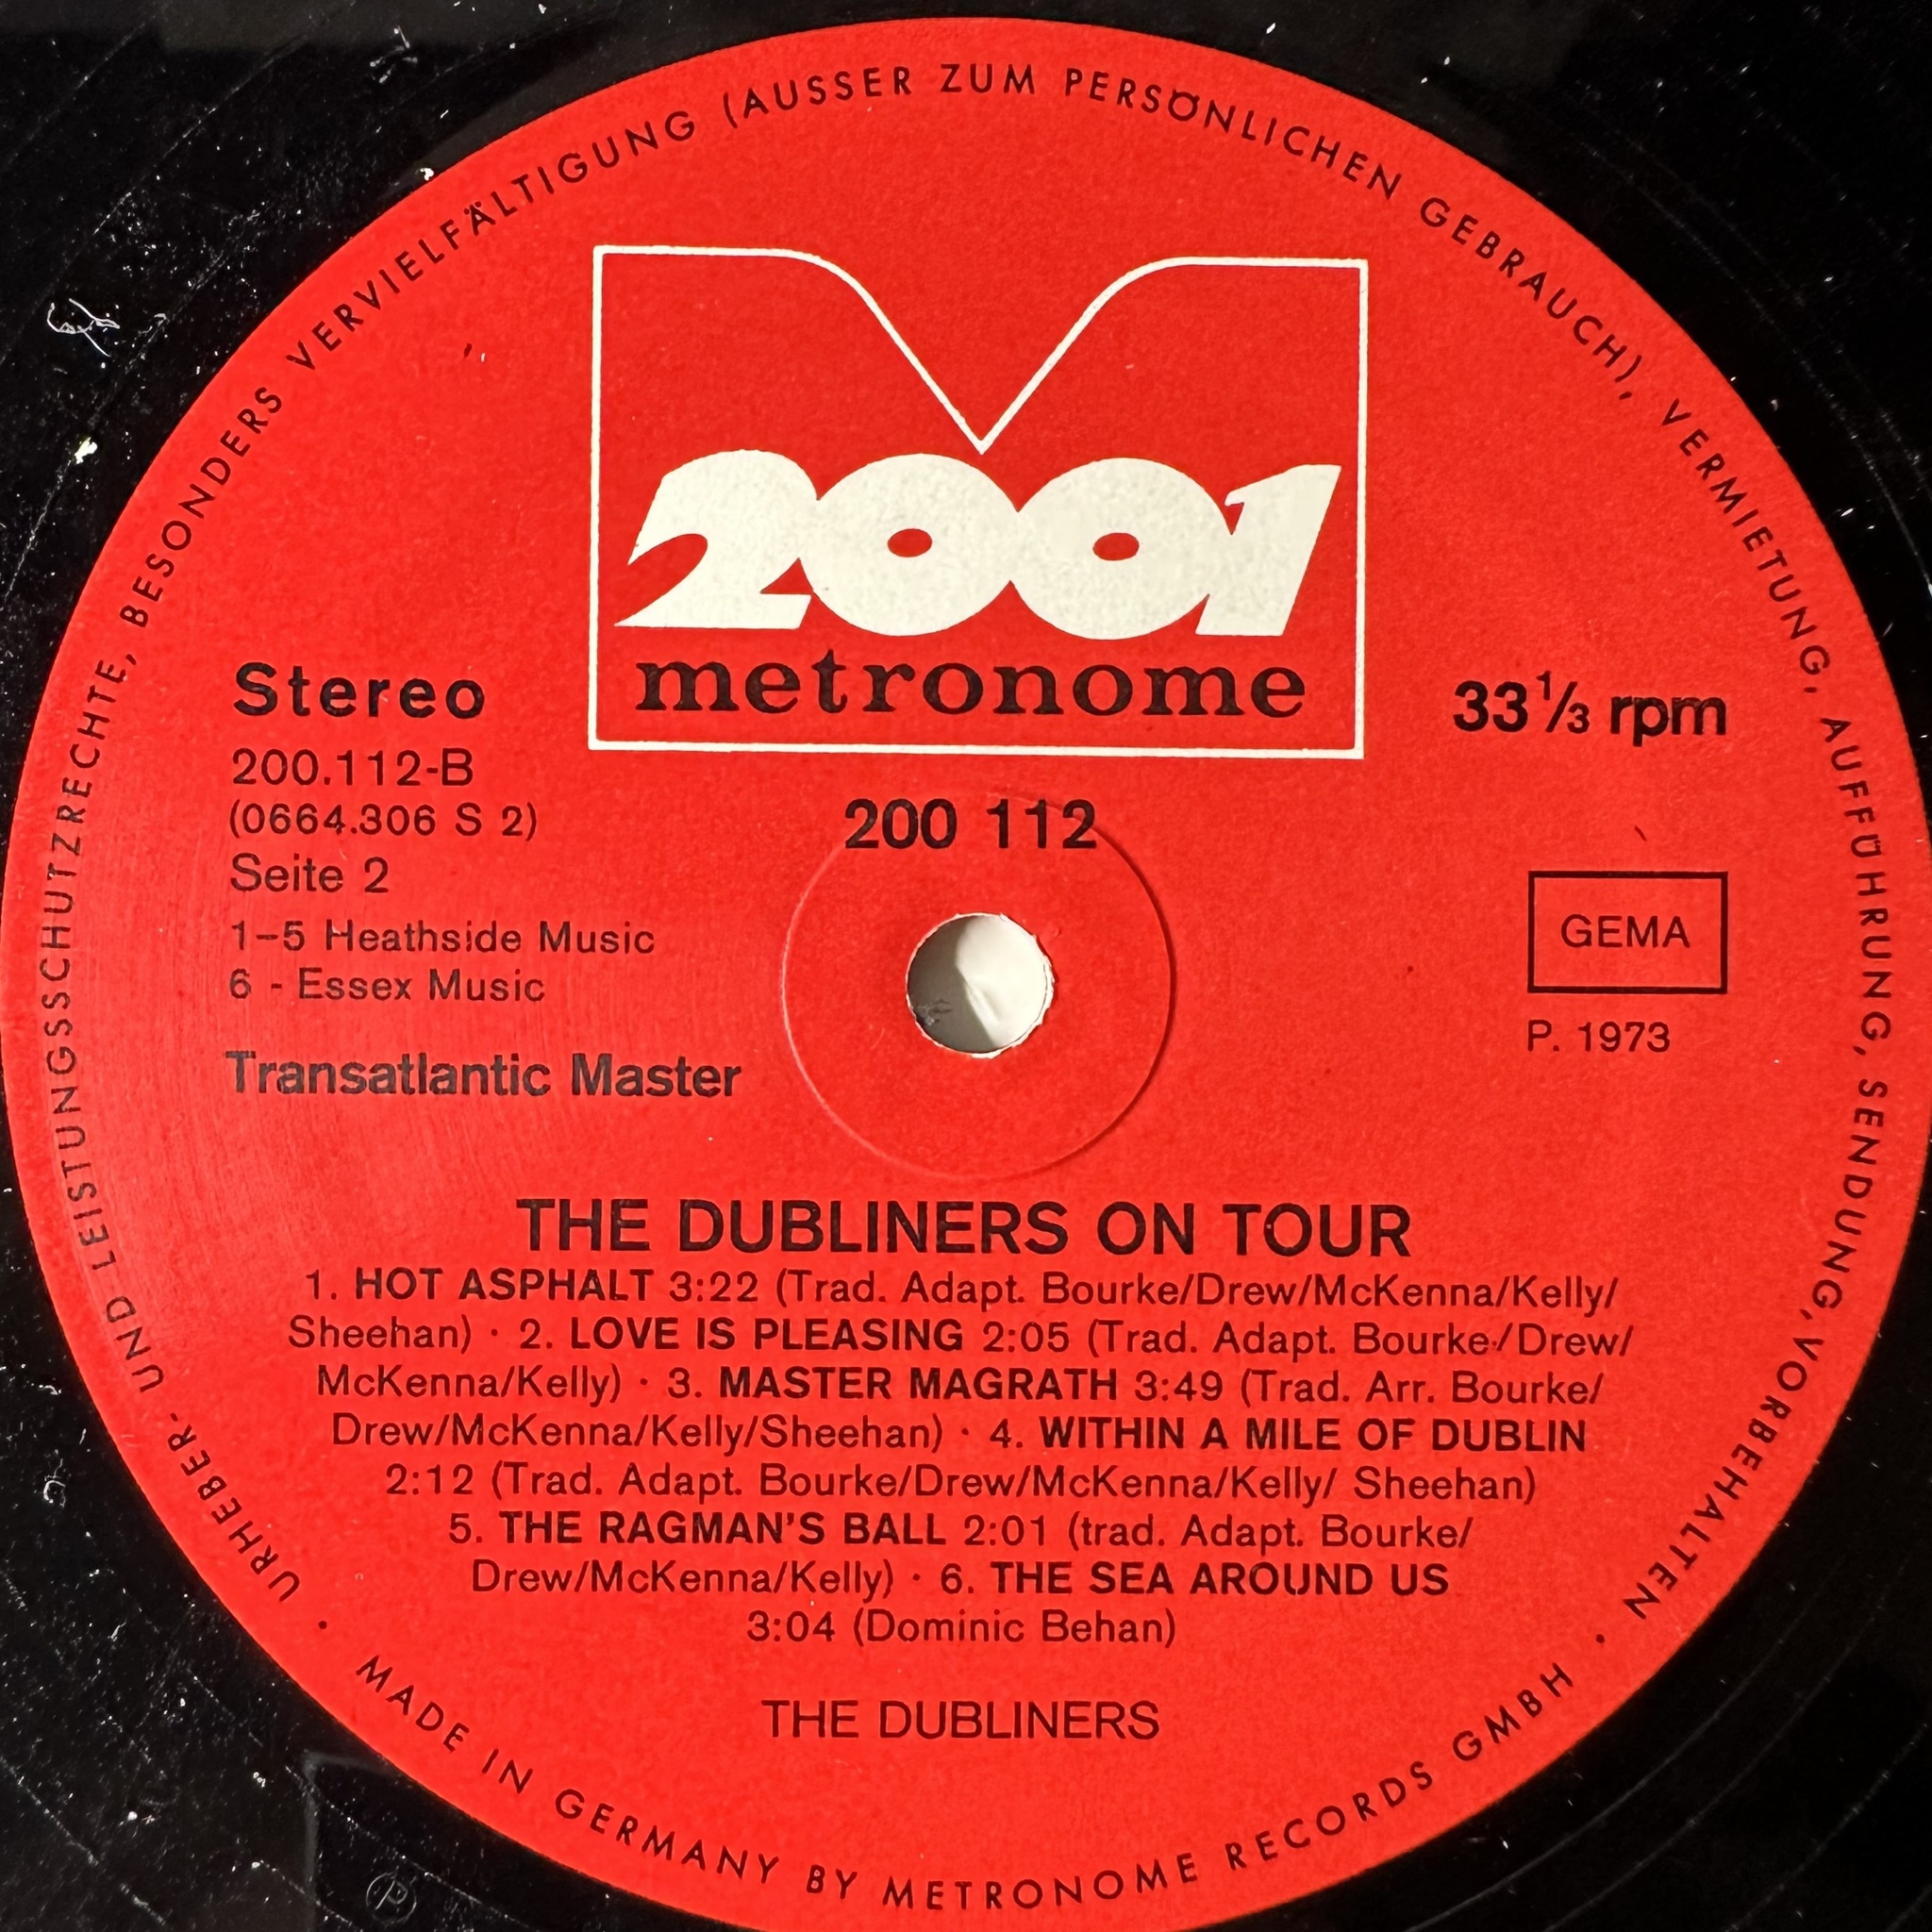 URHEBER- UND LEISTUNGSSCHUTZRECHTE, BESONDERS VERVIELFÄLTIGUNG (AUSSER ZUM PERSÖNLICHEN GEBRAUCH), VERMIETUNG, AUFFÜHRUNG, SENDUNG, VORBEHALTEN •
2001
metronome
Stereo
33 1/3 rpm
200.112-B
(0664.306 S 2)
Seite 2
200 112
1–5 Heathside Music
6 - Essex Music
GEMA
P. 1973
Transatlantic Master
THE DUBLINERS ON TOUR
1. HOT ASPHALT 3:22 (Trad. Adapt. Bourke/Drew/McKenna/Kelly/
Sheehan) · 2. LOVE IS PLEASING 2:05 (Trad. Adapt. Bourke/Drew/
McKenna/Kelly) · 3. MASTER MAGRATH 3:49 (Trad. Arr. Bourke/
Drew/McKenna/Kelly/Sheehan) · 4. WITHIN A MILE OF DUBLIN
2:12 (Trad. Adapt. Bourke/Drew/McKenna/Kelly/ Sheehan)
5. THE RAGMAN'S BALL 2:01 (trad. Adapt. Bourke/
Drew/McKenna/Kelly) · 6. THE SEA AROUND US
3:04 (Dominic Behan)
THE DUBLINERS
• MADE IN GERMANY BY METRONOME RECORDS GMBH
Ⓟ